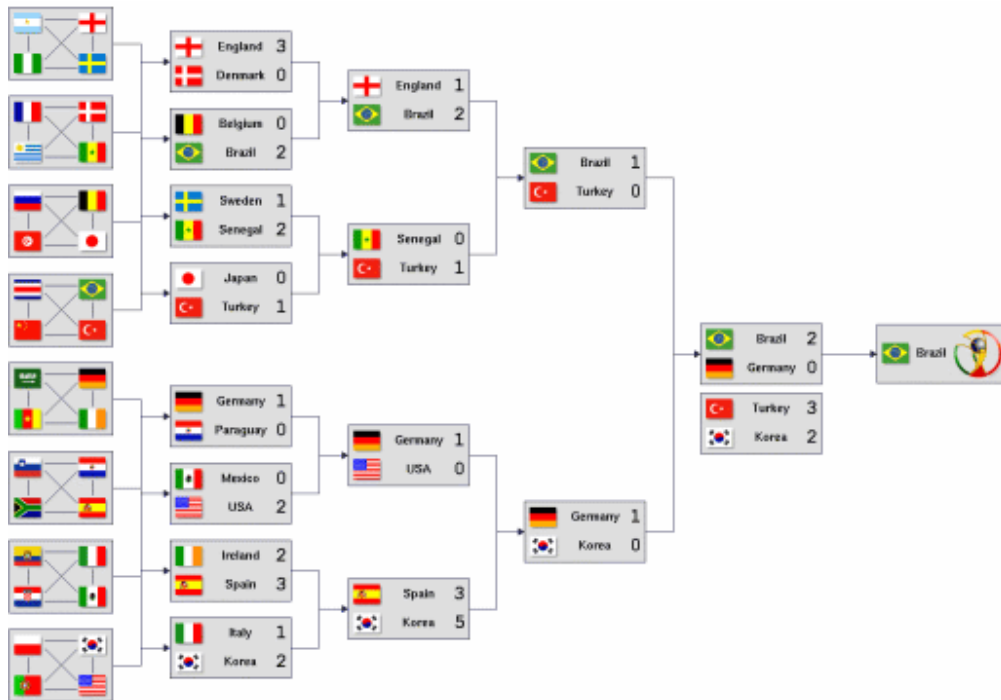 England 3
Denmark 0
Belgium 0
Brazil 2
Sweden 1
Senegal 2
Japan 0
Turkey 1
Germany 1
Paraguay 0
Mexico 0
USA 2
Ireland 2
Spain 3
Italy 1
Korea 2
England 1
Brazil 2
Senegal 0
Turkey 1
Germany 1
USA 0
Spain 3
Korea 5
Brazil 1
Turkey 0
Germany 1
Korea 0
Brazil 2
Germany 0
Turkey 3
Korea 2
Brazil